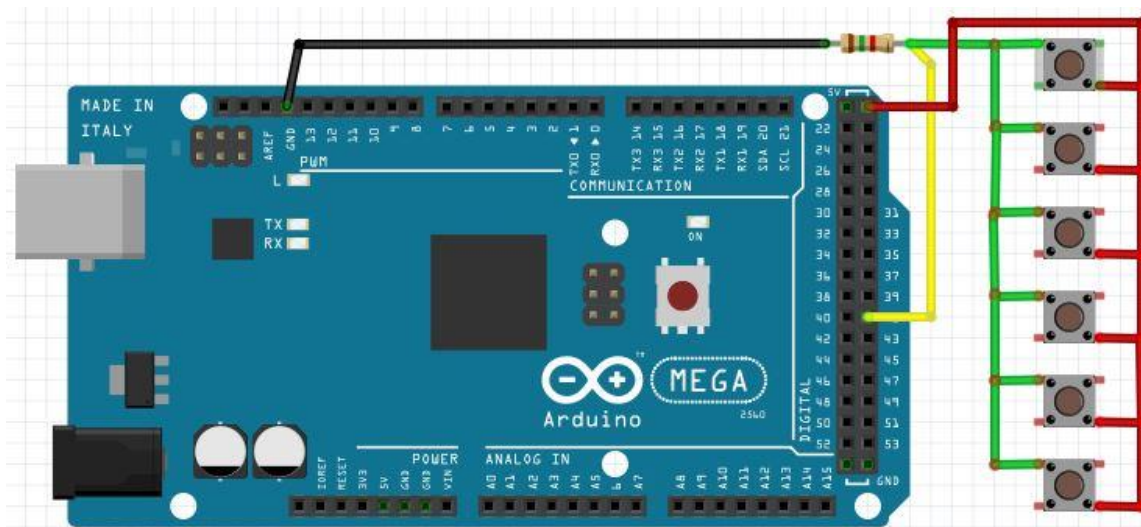 MADE IN
ITALY
AREF
GND
13
12
11
10
9
8
7
6
5
4
3
2
TX0 ◀ 1
RX0 ▶ 0
TX3 14
RX3 15
TX2 16
RX2 17
TX1 18
RX1 19
SDA 20
SCL 21
5V
PWM
COMMUNICATION
L
TX
RX
ON
22
24
26
28
30 31
32 33
34 35
36 37
38 39
40
42 43
44 45
46 47
48 49
50 51
52 53
DIGITAL
GND
Arduino
TM
MEGA
2560
POWER
ANALOG IN
IOREF
RESET
3V3
5V
GND
GND
VIN
A0
A1
A2
A3
A4
A5
6
A7
A8
A9
A10
A11
A12
A13
A14
A15